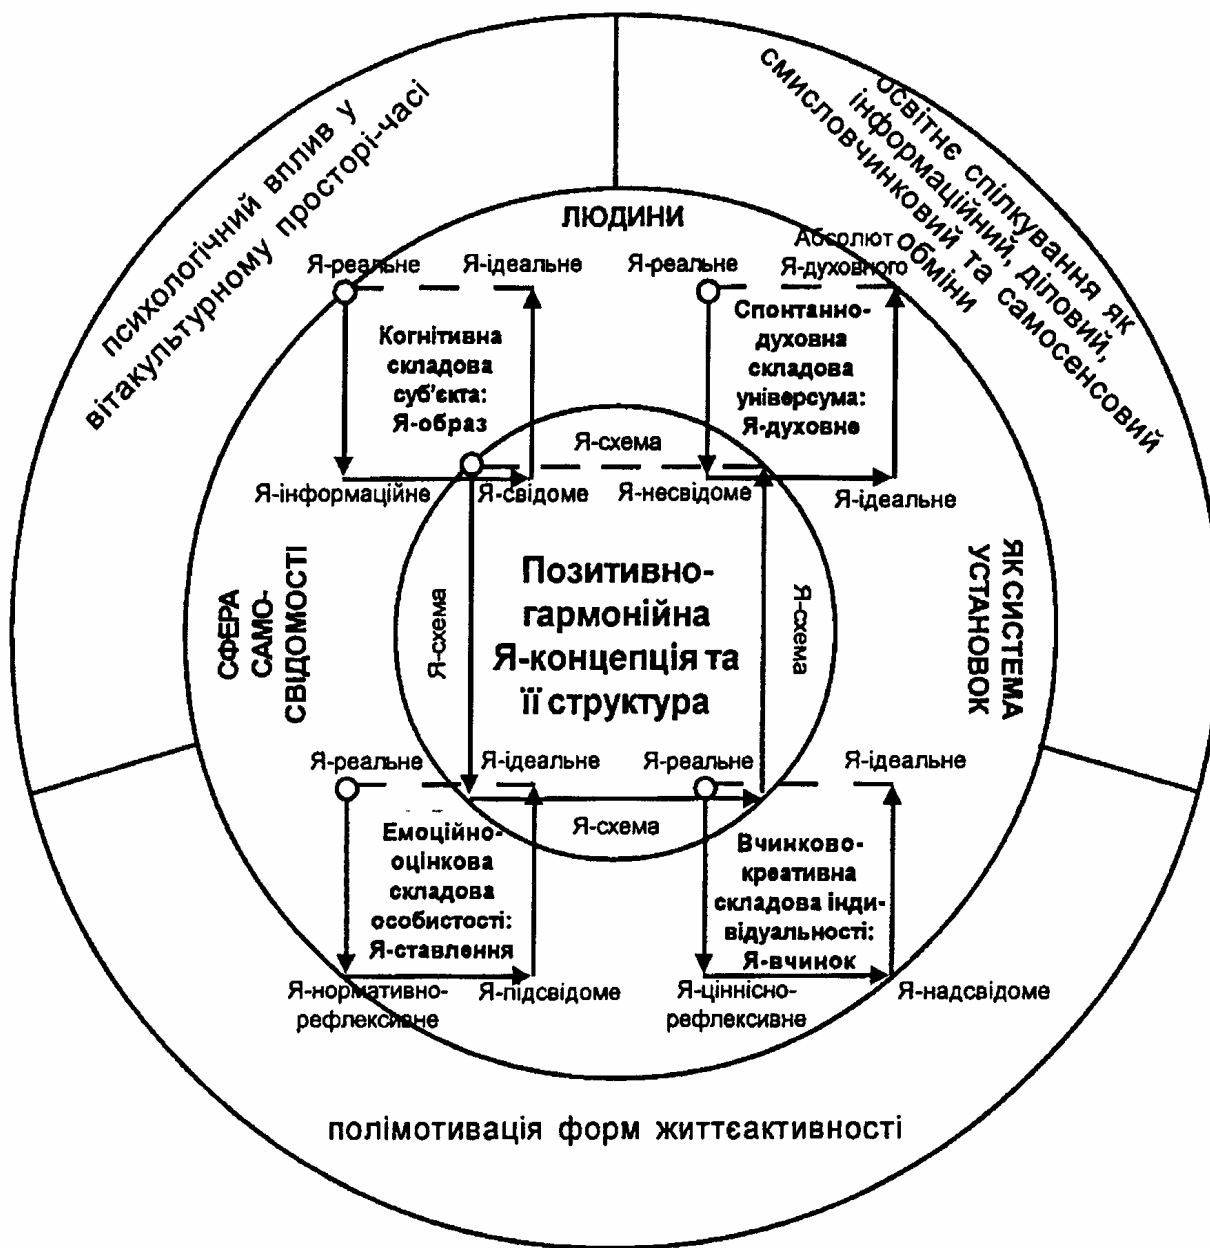 психологічний вплив у
вітакультурному просторі-часі
освітнє спілкування як
інформаційний, діловий,
смисловчинковий та самосенсовий
обміни
ЛЮДИНИ
Я-реальне
Я-ідеальне
Когнітивна
складова
суб'єкта:
Я-образ
Я-інформаційне
Я-свідоме
Я-реальне
Абсолют
Я-духовного
Спонтанно-
духовна
складова
універсума:
Я-духовне
Я-несвідоме
Я-ідеальне
Я-схема
СФЕРА
САМО-
СВІДОМОСТІ
Я-схема
Позитивно-
гармонійна
Я-концепція та
її структура
Я-схема
ЯК СИСТЕМА
УСТАНОВОК
Я-реальне
Я-ідеальне
Емоційно-
оцінкова
складова
особистості:
Я-ставлення
Я-нормативно-
рефлексивне
Я-підсвідоме
Я-схема
Я-реальне
Я-ідеальне
Вчинково-
креативна
складова інди-
відуальності:
Я-вчинок
Я-ціннісно-
рефлексивне
Я-надсвідоме
полімотивація форм життєактивності